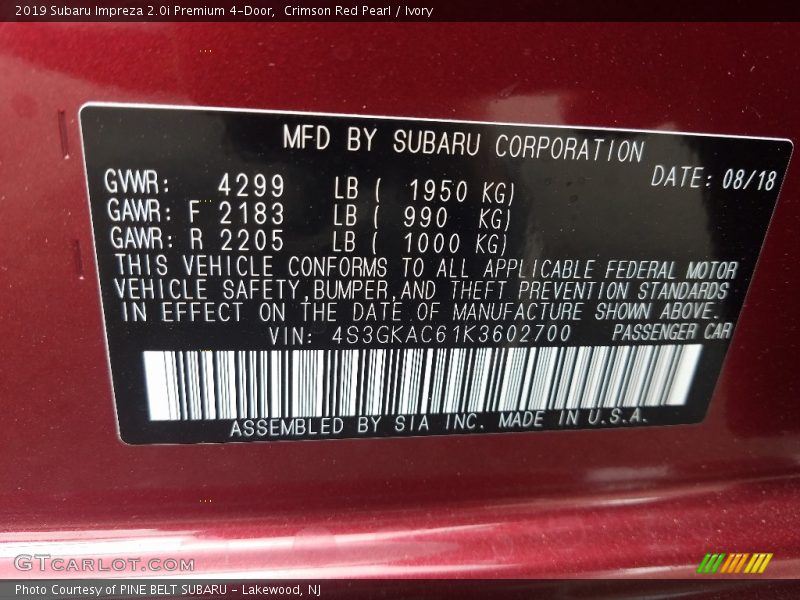 2019 Subaru Impreza 2.0i Premium 4-Door,  Crimson Red Pearl / Ivory
MFD BY SUBARU CORPORATION
DATE: 08/18
GVWR: 4299 LB ( 1950 KG)
GAWR: F 2183 LB ( 990 KG)
GAWR: R 2205 LB ( 1000 KG)
THIS VEHICLE CONFORMS TO ALL APPLICABLE FEDERAL MOTOR
VEHICLE SAFETY,BUMPER,AND THEFT PREVENTION STANDARDS
IN EFFECT ON THE DATE OF MANUFACTURE SHOWN ABOVE.
VIN: 4S3GKAC61K3602700 PASSENGER CAR
ASSEMBLED BY SIA INC. MADE IN U.S.A.
GTCARLOT.COM
Photo Courtesy of PINE BELT SUBARU - Lakewood, NJ